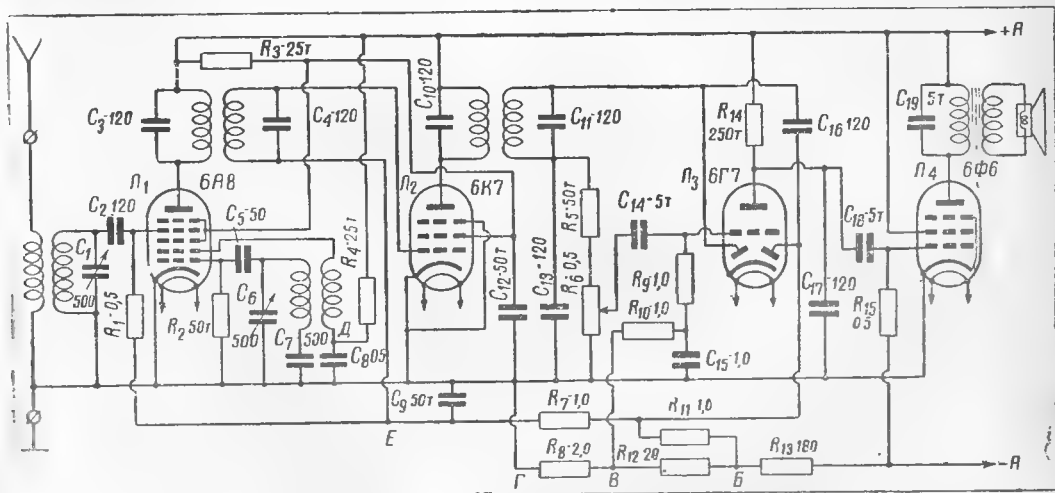 +А
R3-25т
C3-120
C4-120
C10-120
C11-120
R14
250т
C16-120
C19
5т
Л1
6А8
Л2
6К7
Л3
6Г7
Л4
6Ф6
C2-120
C5-50
R4-25т
C14-5т
R5-50т
C18-5т
C1
500
R1-0,5
R2-50т
C6
500
C7-500
Д
C8-0,5
C12-50т
C13-120
R6-0,5
R9-1,0
R10-1,0
C15-1,0
C17-120
R15
0,5
C9-50т
Е
R7-1,0
R11-1,0
R8-2,0
R12-20
R13-180
Г
В
Б
-А